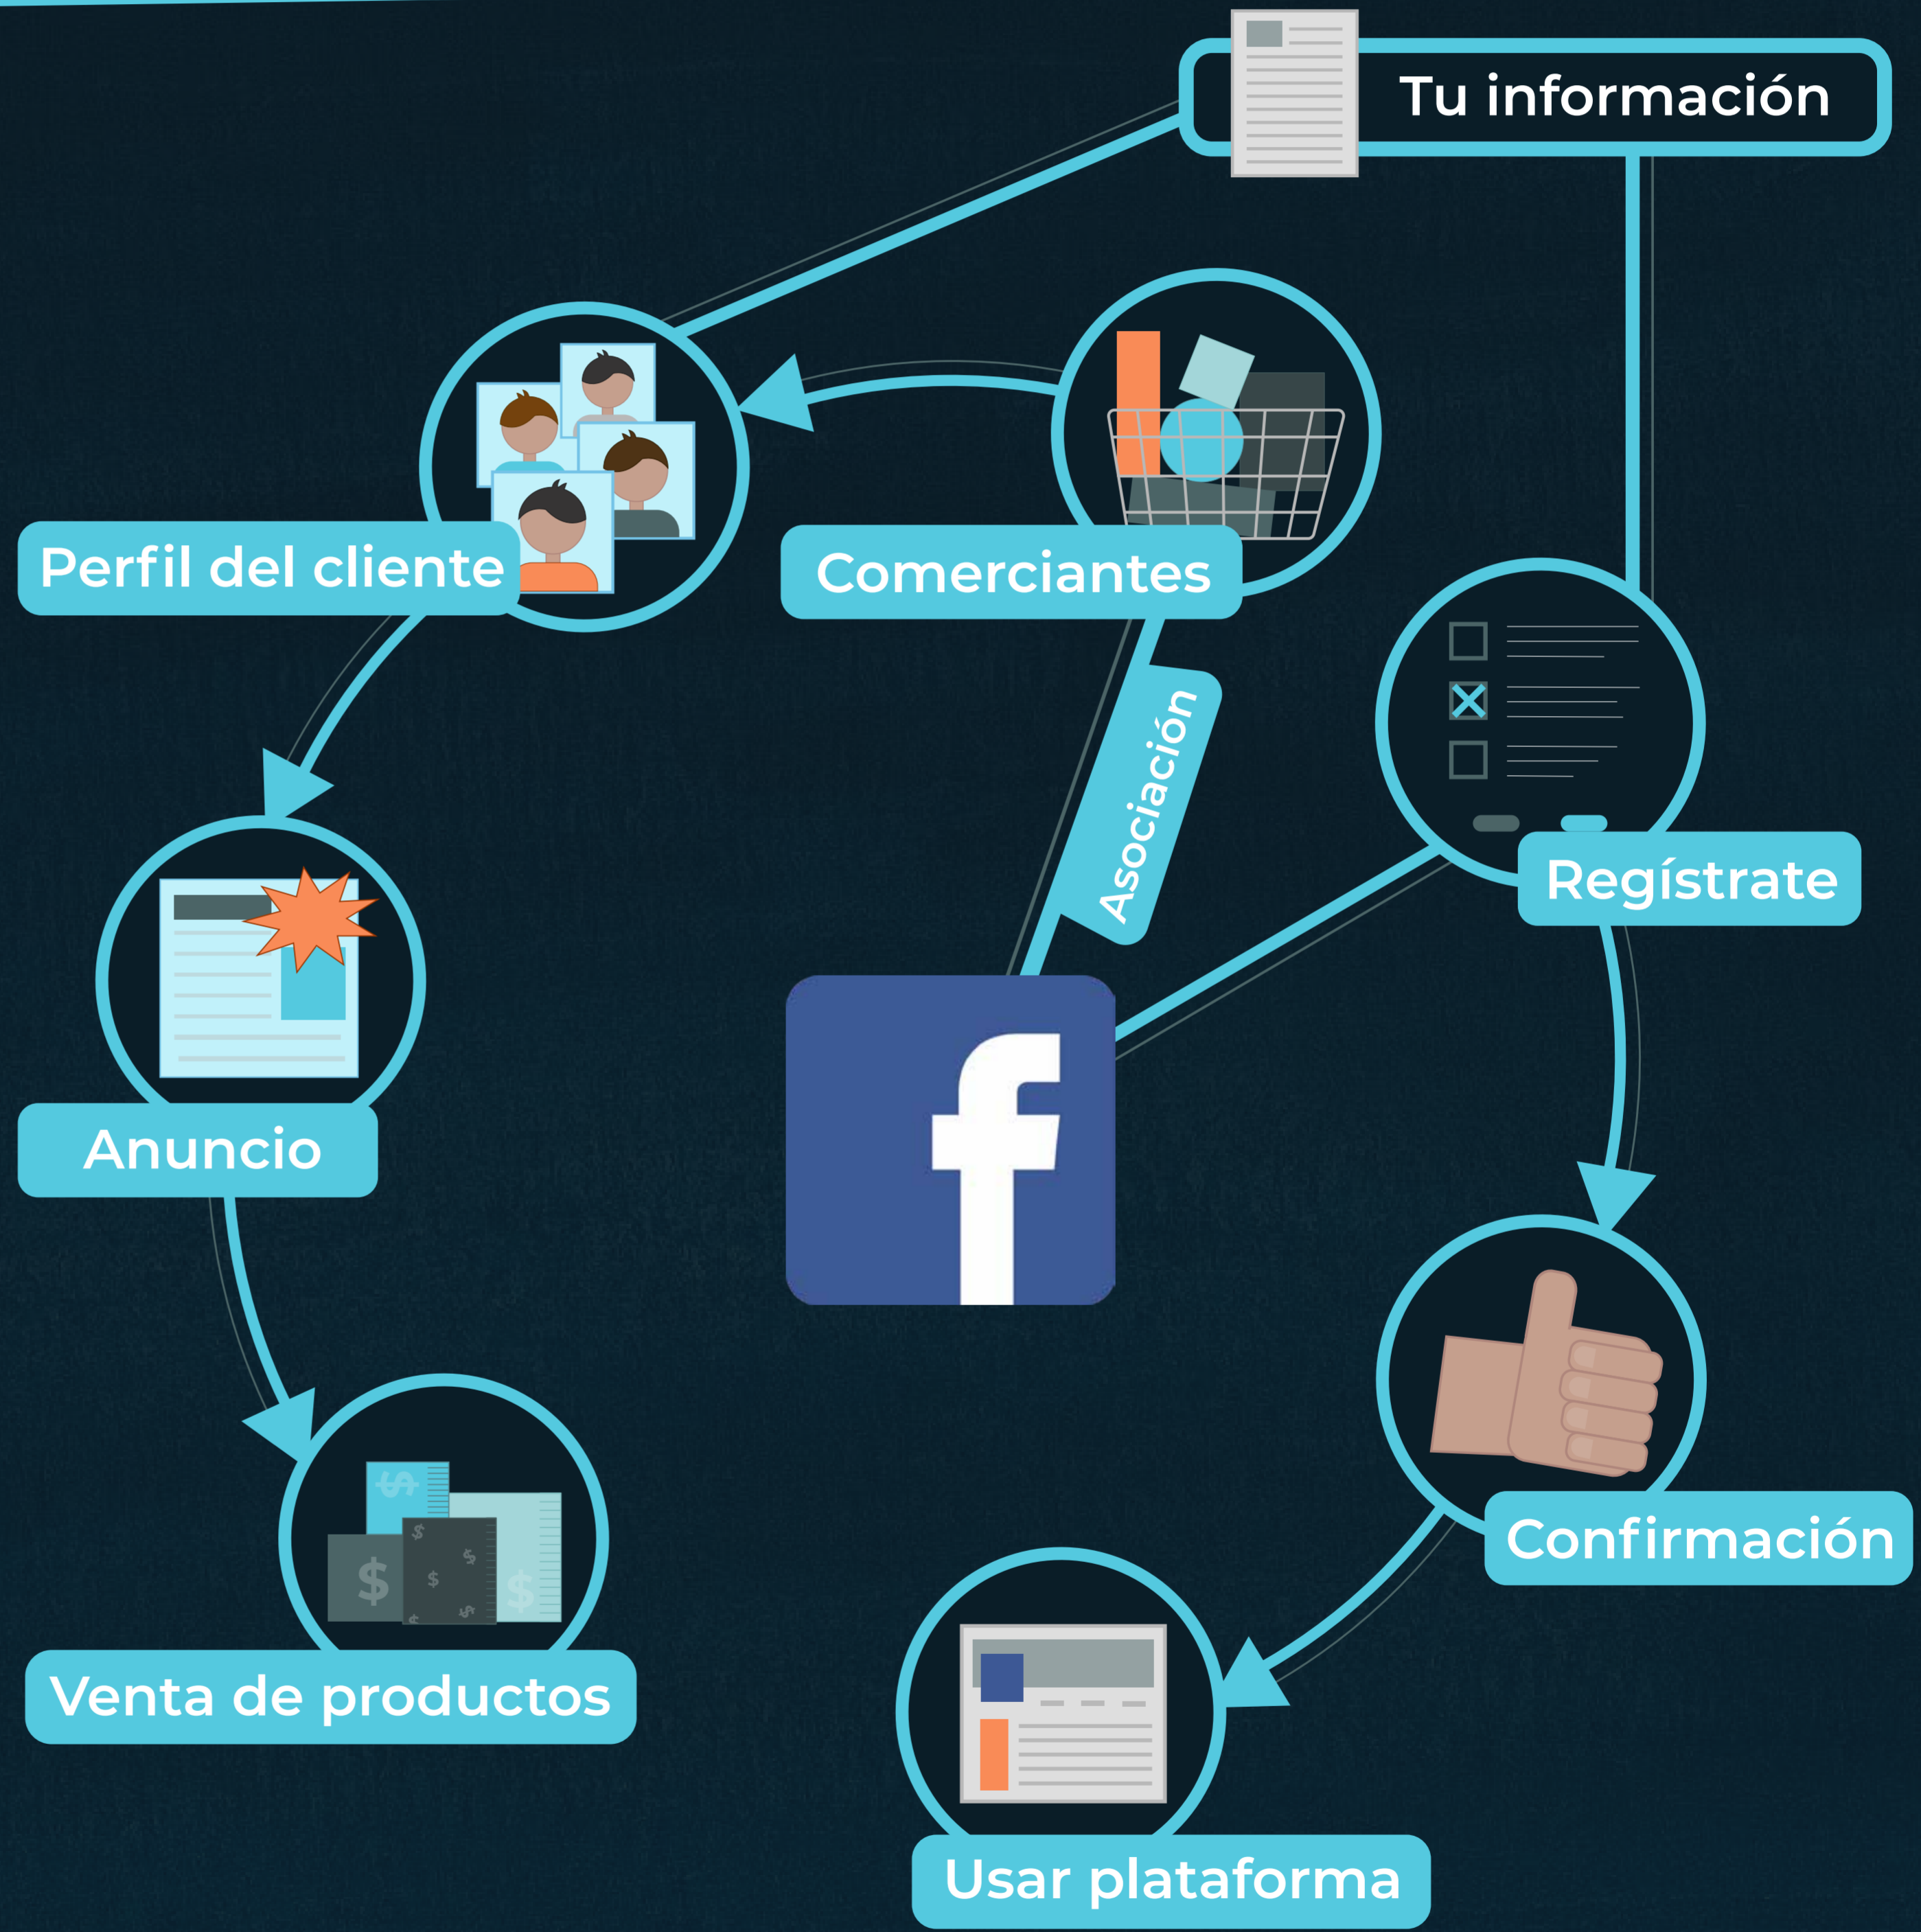 Tu información
Perfil del cliente
Comerciantes
Asociación
Regístrate
Anuncio
f
Confirmación
Venta de productos
Usar plataforma